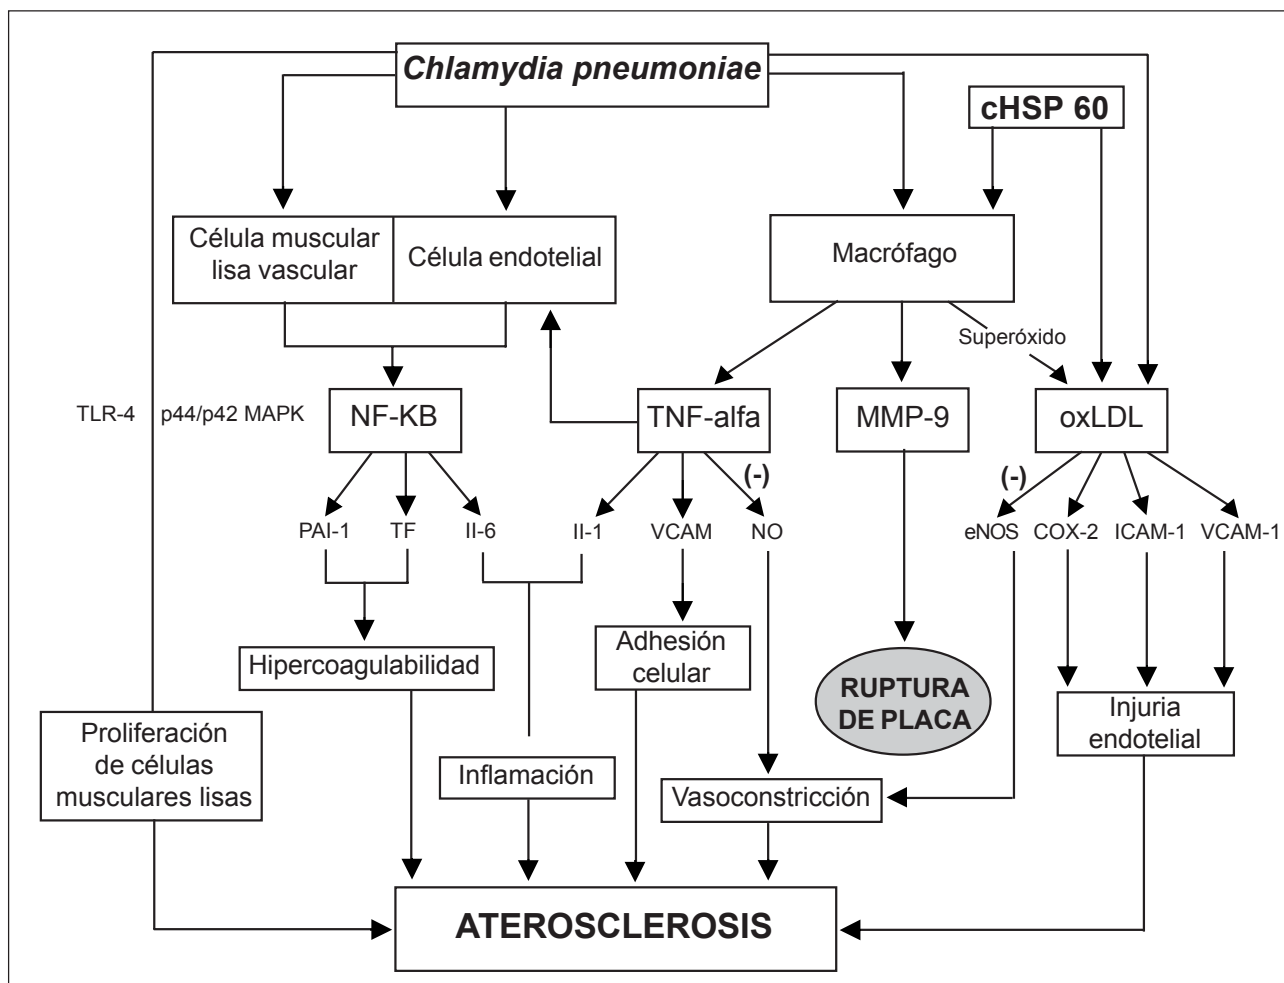 Chlamydia pneumoniae
cHSP 60
Célula muscular
lisa vascular
Célula endotelial
Macrófago
Superóxido
TLR-4
p44/p42 MAPK
NF-KB
TNF-alfa
MMP-9
oxLDL
(-)
(-)
PAI-1
TF
II-6
II-1
VCAM
NO
eNOS
COX-2
ICAM-1
VCAM-1
Hipercoagulabilidad
Adhesión
celular
RUPTURA
DE PLACA
Injuria
endotelial
Proliferación
de células
musculares lisas
Inflamación
Vasoconstricción
ATEROSCLEROSIS